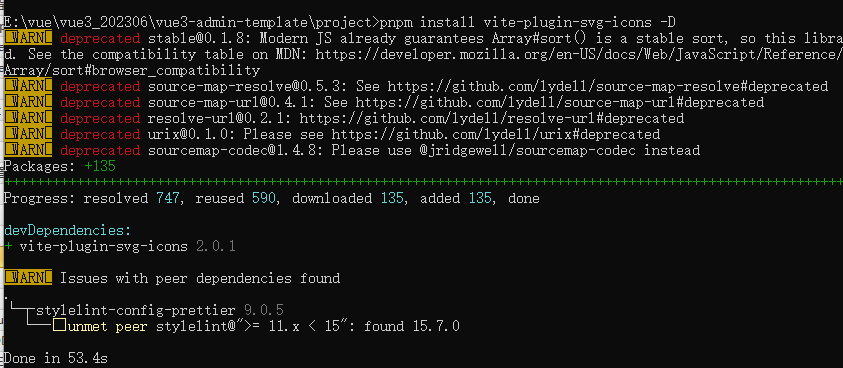 E:\vue\vue3_202306\vue3-admin-template\project>pnpm install vite-plugin-svg-icons -D
WARN deprecated stable@0.1.8: Modern JS already guarantees Array#sort() is a stable sort, so this libra
d. See the compatibility table on MDN: https://developer.mozilla.org/en-US/docs/Web/JavaScript/Reference/
Array/sort#browser_compatibility
WARN deprecated source-map-resolve@0.5.3: See https://github.com/lydell/source-map-resolve#deprecated
WARN deprecated source-map-url@0.4.1: See https://github.com/lydell/source-map-url#deprecated
WARN deprecated resolve-url@0.2.1: https://github.com/lydell/resolve-url#deprecated
WARN deprecated urix@0.1.0: Please see https://github.com/lydell/urix#deprecated
WARN deprecated sourcemap-codec@1.4.8: Please use @jridgewell/sourcemap-codec instead
Packages: +135
+++++++++++++++++++++++++++++++++++++++++++++++++++++++++++++++++++++++++++++++++++++++++++++++++++++++++
Progress: resolved 747, reused 590, downloaded 135, added 135, done
devDependencies:
+ vite-plugin-svg-icons 2.0.1
WARN Issues with peer dependencies found
.
└─┬ stylelint-config-prettier 9.0.5
└── □unmet peer stylelint@">= 11.x < 15": found 15.7.0
Done in 53.4s